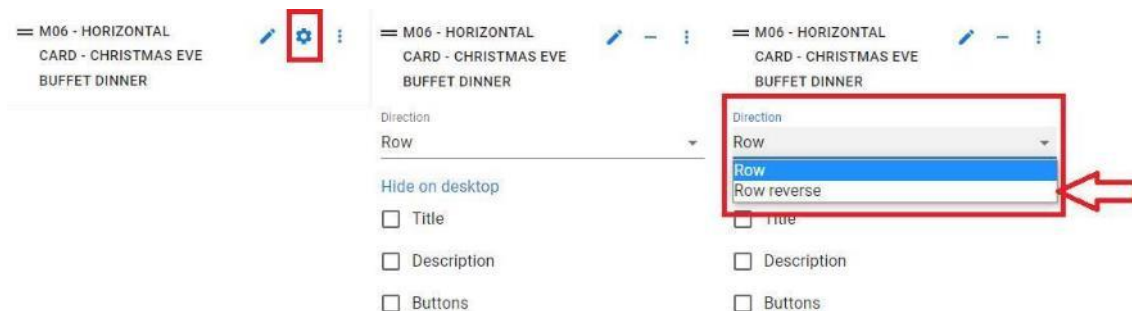 M06 - HORIZONTAL
CARD - CHRISTMAS EVE
BUFFET DINNER
M06 - HORIZONTAL
CARD - CHRISTMAS EVE
BUFFET DINNER
Direction
Row
Hide on desktop
Title
Description
Buttons
M06 - HORIZONTAL
CARD - CHRISTMAS EVE
BUFFET DINNER
Direction
Row
Row
Row reverse
Title
Description
Buttons